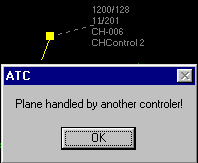 1200/128
11/201
CH-006
CHControl 2
ATC
Plane handled by another controler!
OK